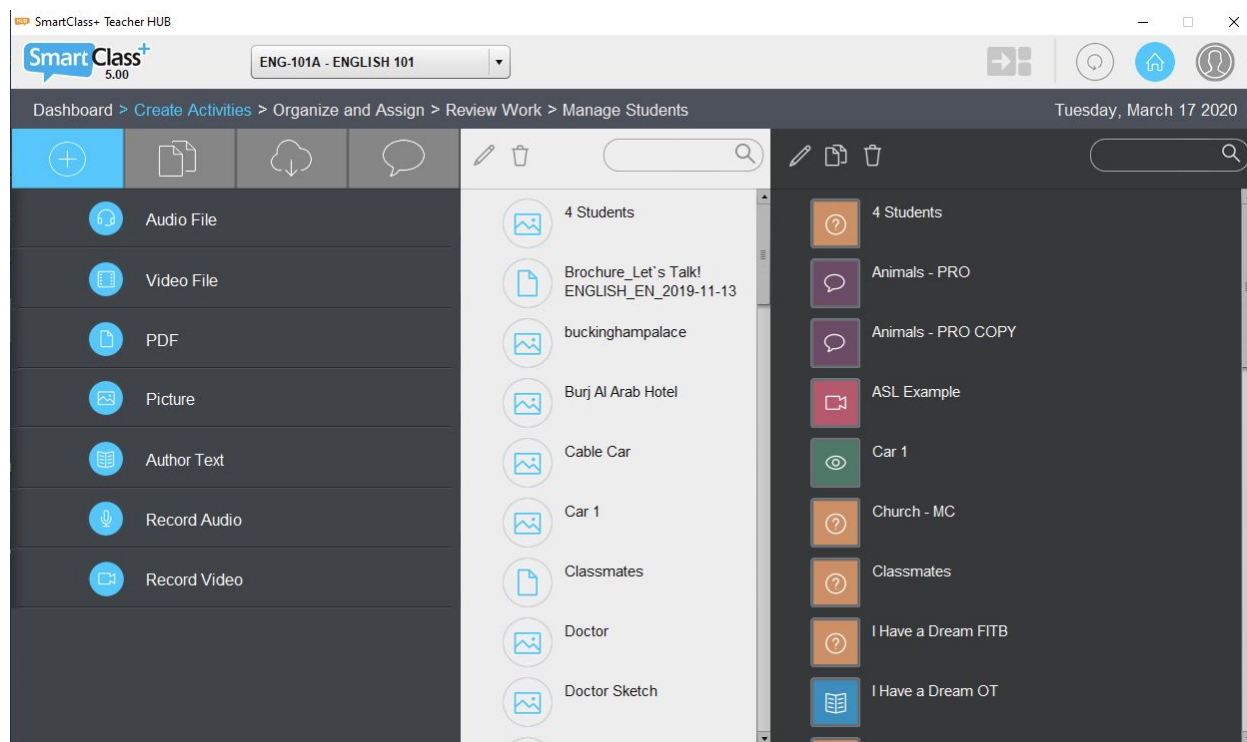 HUB SmartClass+ Teacher HUB
Smart Class+
5.00
ENG-101A - ENGLISH 101
Dashboard > Create Activities > Organize and Assign > Review Work > Manage Students
Tuesday, March 17 2020
Audio File
Video File
PDF
Picture
Author Text
Record Audio
Record Video
4 Students
Brochure_Let`s Talk!
ENGLISH_EN_2019-11-13
buckinghampalace
Burj Al Arab Hotel
Cable Car
Car 1
Classmates
Doctor
Doctor Sketch
4 Students
Animals - PRO
Animals - PRO COPY
ASL Example
Car 1
Church - MC
Classmates
I Have a Dream FITB
I Have a Dream OT